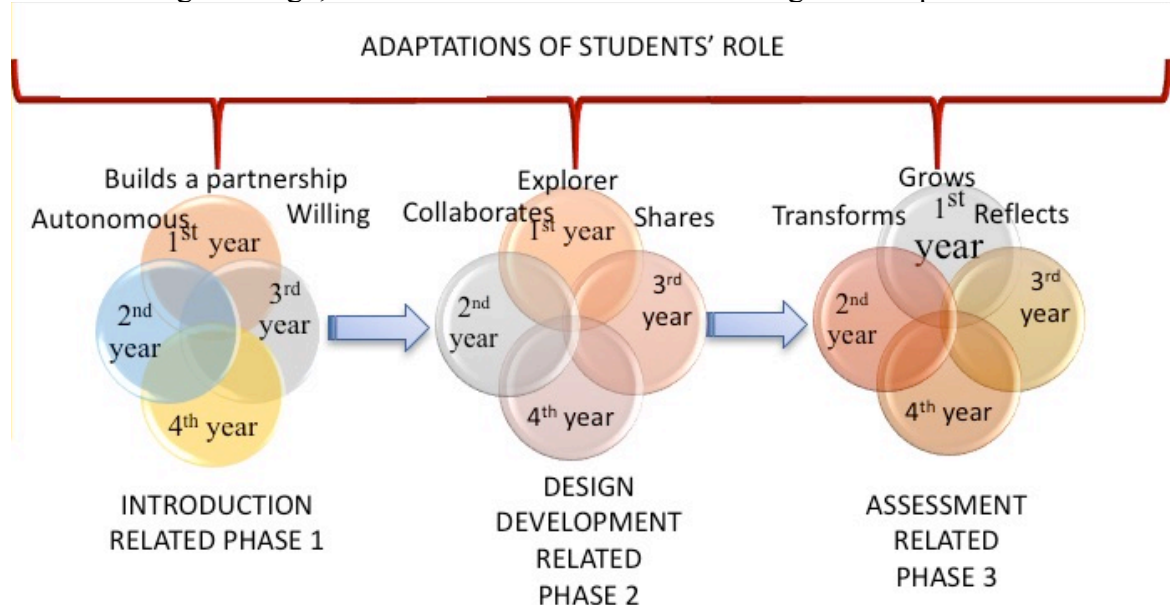 ADAPTATIONS OF STUDENTS' ROLE
Builds a partnership
Autonomous
Willing
1st year
2nd
year
3rd
year
4th year
INTRODUCTION
RELATED PHASE 1
Explorer
Collaborates
Shares
1st year
2nd
year
3rd
year
4th year
DESIGN
DEVELOPMENT
RELATED
PHASE 2
Grows
Transforms
Reflects
1st
year
2nd
year
3rd
year
4th year
ASSESSMENT
RELATED
PHASE 3